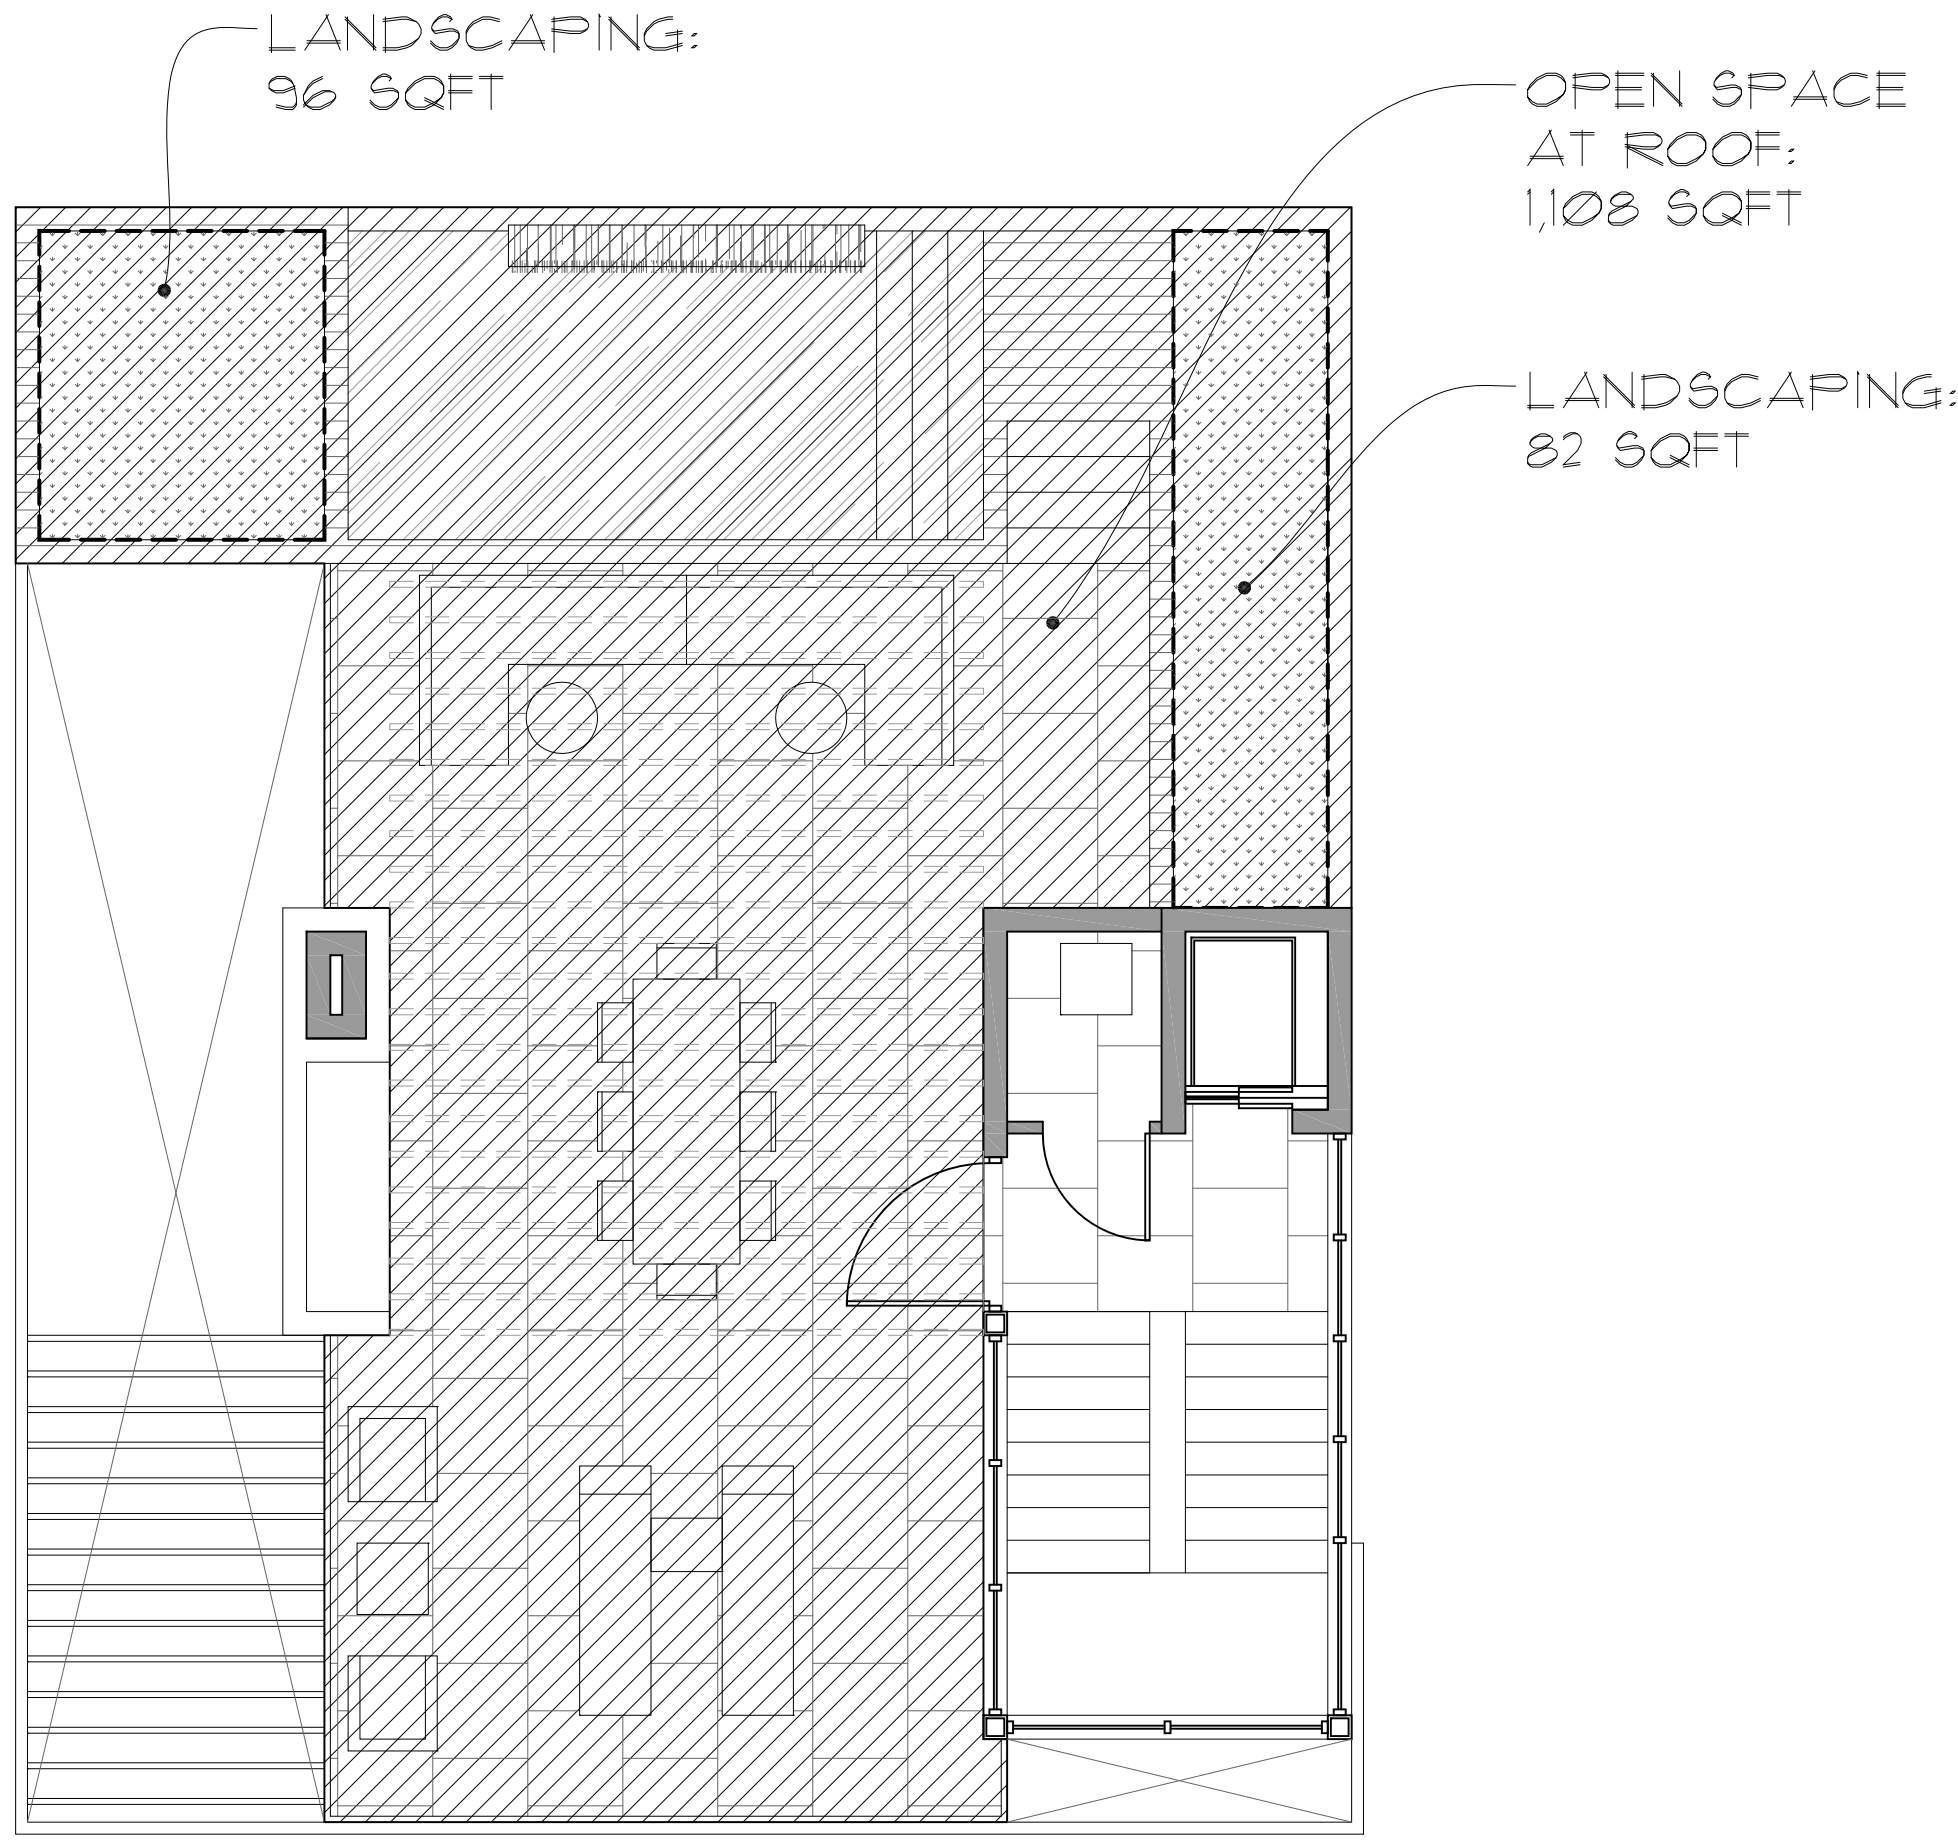 LANDSCAPING:
96 SQFT
OPEN SPACE
AT ROOF:
1,108 SQFT
LANDSCAPING:
82 SQFT